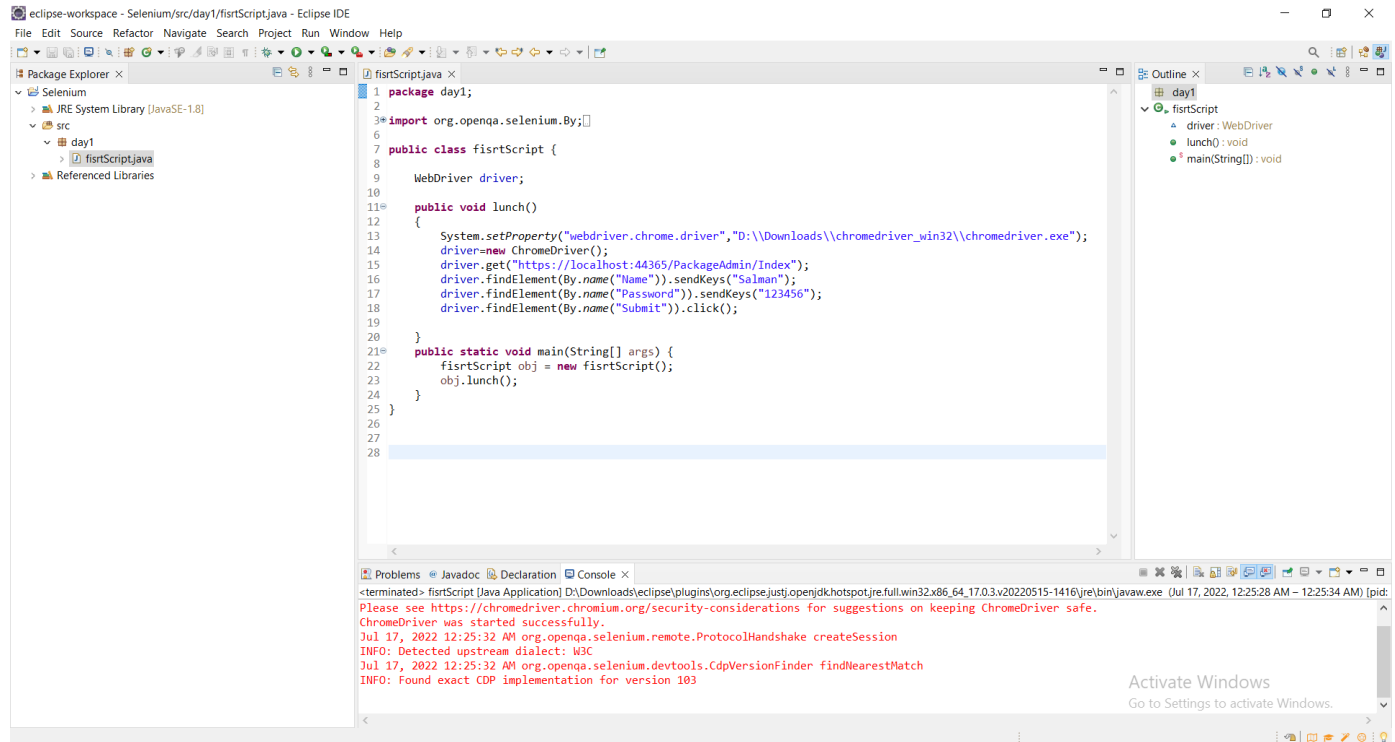 eclipse-workspace - Selenium/src/day1/fisrtScript.java - Eclipse IDE
File Edit Source Refactor Navigate Search Project Run Window Help
Package Explorer
Selenium
JRE System Library [JavaSE-1.8]
src
day1
fisrtScript.java
Referenced Libraries
fisrtScript.java
1 package day1;
2
3 import org.openqa.selenium.By;
6
7 public class fisrtScript {
8
9 WebDriver driver;
10
11 public void lunch()
12 {
13 System.setProperty("webdriver.chrome.driver","D:\\Downloads\\chromedriver_win32\\chromedriver.exe");
14 driver=new ChromeDriver();
15 driver.get("https://localhost:44365/PackageAdmin/Index");
16 driver.findElement(By.name("Name")).sendKeys("Salman");
17 driver.findElement(By.name("Password")).sendKeys("123456");
18 driver.findElement(By.name("Submit")).click();
19
20 }
21 public static void main(String[] args) {
22 fisrtScript obj = new fisrtScript();
23 obj.lunch();
24 }
25 }
26
27
28
Outline
day1
fisrtScript
driver : WebDriver
lunch() : void
main(String[]) : void
Problems Javadoc Declaration Console
<terminated> fisrtScript [Java Application] D:\Downloads\eclipse\plugins\org.eclipse.justj.openjdk.hotspot.jre.full.win32.x86_64_17.0.3.v20220515-1416\jre\bin\javaw.exe (Jul 17, 2022, 12:25:28 AM – 12:25:34 AM) [pid:
Please see https://chromedriver.chromium.org/security-considerations for suggestions on keeping ChromeDriver safe.
ChromeDriver was started successfully.
Jul 17, 2022 12:25:32 AM org.openqa.selenium.remote.ProtocolHandshake createSession
INFO: Detected upstream dialect: W3C
Jul 17, 2022 12:25:32 AM org.openqa.selenium.devtools.CdpVersionFinder findNearestMatch
INFO: Found exact CDP implementation for version 103
Activate Windows
Go to Settings to activate Windows.